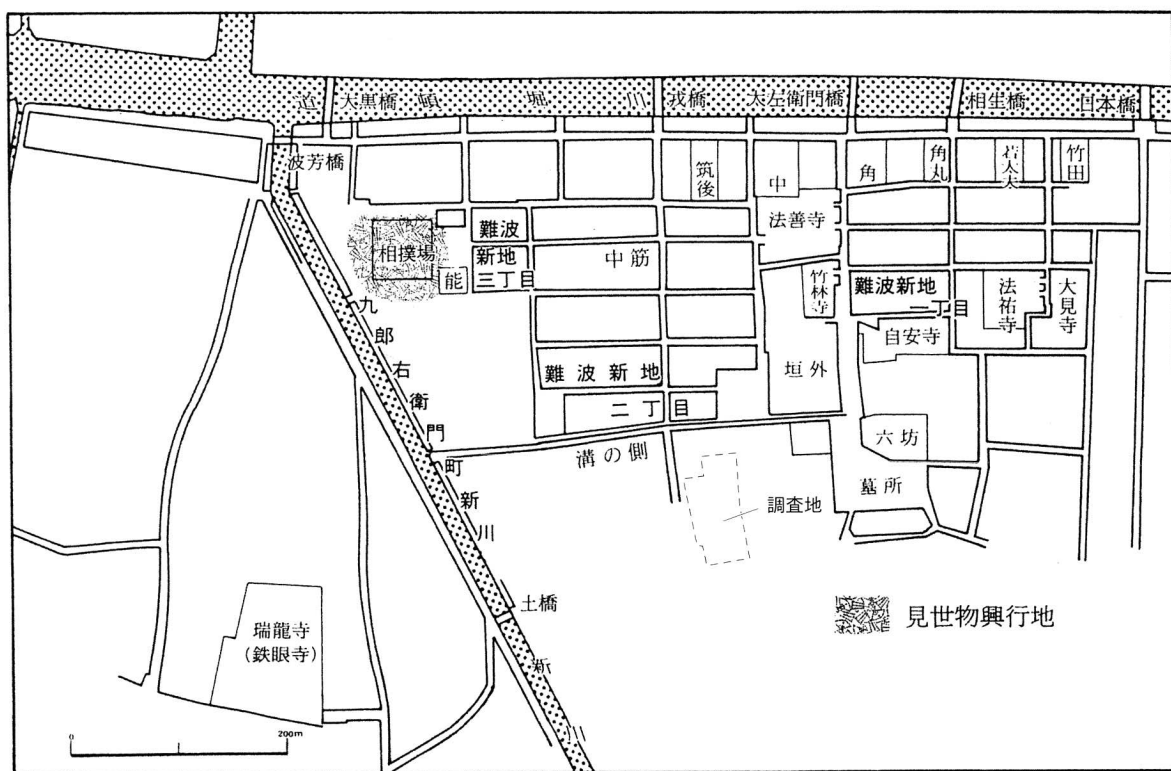 道頓堀川
大黒橋
戎橋
太左衛門橋
相生橋
日本橋
波芳橋
筑後
中
角
角丸
若太夫
竹田
法善寺
相撲場
能
難波
新地
三丁目
中筋
竹林寺
難波新地
一丁目
法祐寺
大見寺
自安寺
難波新地
二丁目
垣外
六坊
墓所
溝の側
調査地
九郎右衛門町
新川
土橋
新川
瑞龍寺
(鉄眼寺)
見世物興行地
0
200m